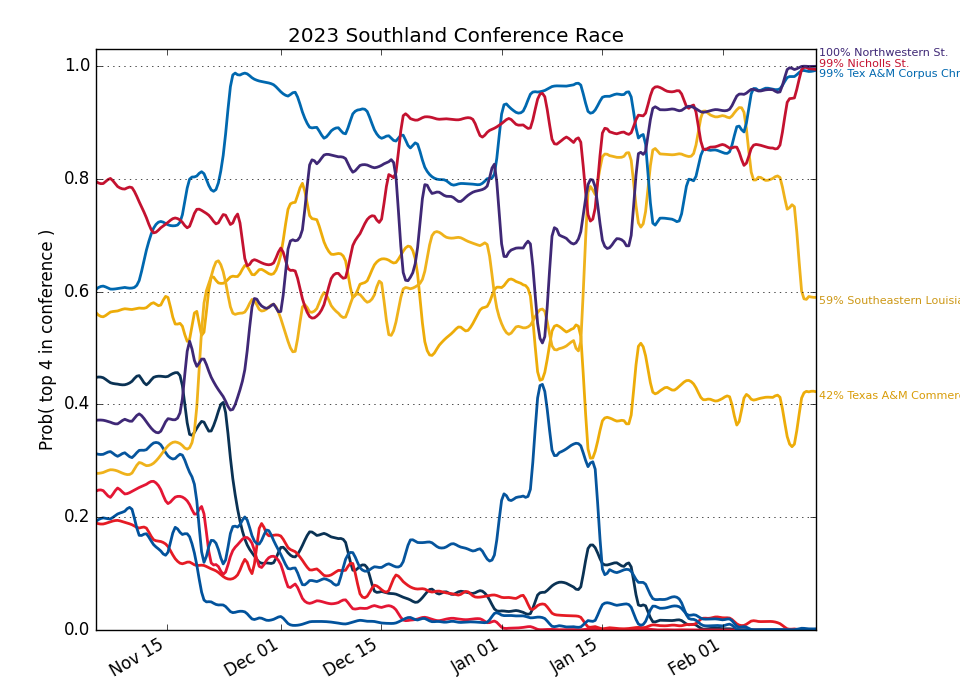 2023 Southland Conference Race
Prob( top 4 in conference )
1.0
0.8
0.6
0.4
0.2
0.0
Nov 15
Dec 01
Dec 15
Jan 01
Jan 15
Feb 01
100% Northwestern St.
99% Nicholls St.
99% Tex A&M Corpus Chr
59% Southeastern Louisia
42% Texas A&M Commerc